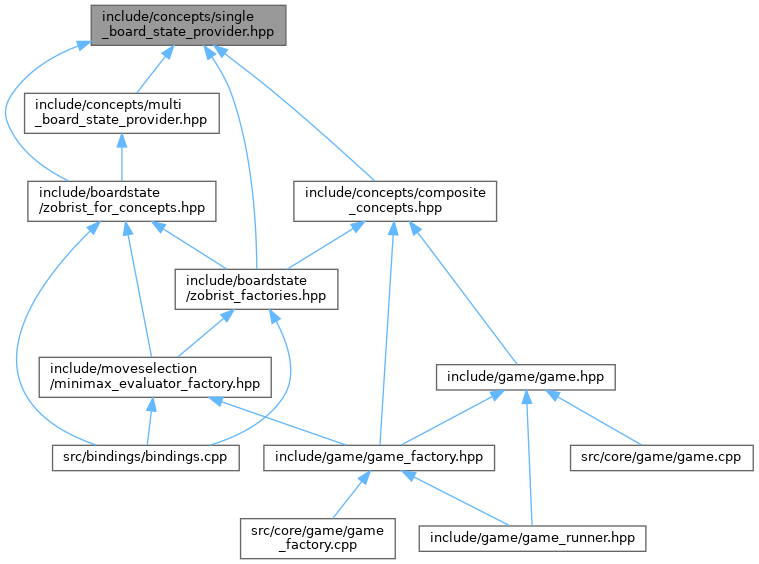 include/concepts/single
_board_state_provider.hpp
include/concepts/multi
_board_state_provider.hpp
include/boardstate
/zobrist_for_concepts.hpp
include/concepts/composite
_concepts.hpp
include/boardstate
/zobrist_factories.hpp
include/moveselection
/minimax_evaluator_factory.hpp
include/game/game.hpp
src/bindings/bindings.cpp
include/game/game_factory.hpp
src/core/game/game.cpp
src/core/game/game
_factory.cpp
include/game/game_runner.hpp